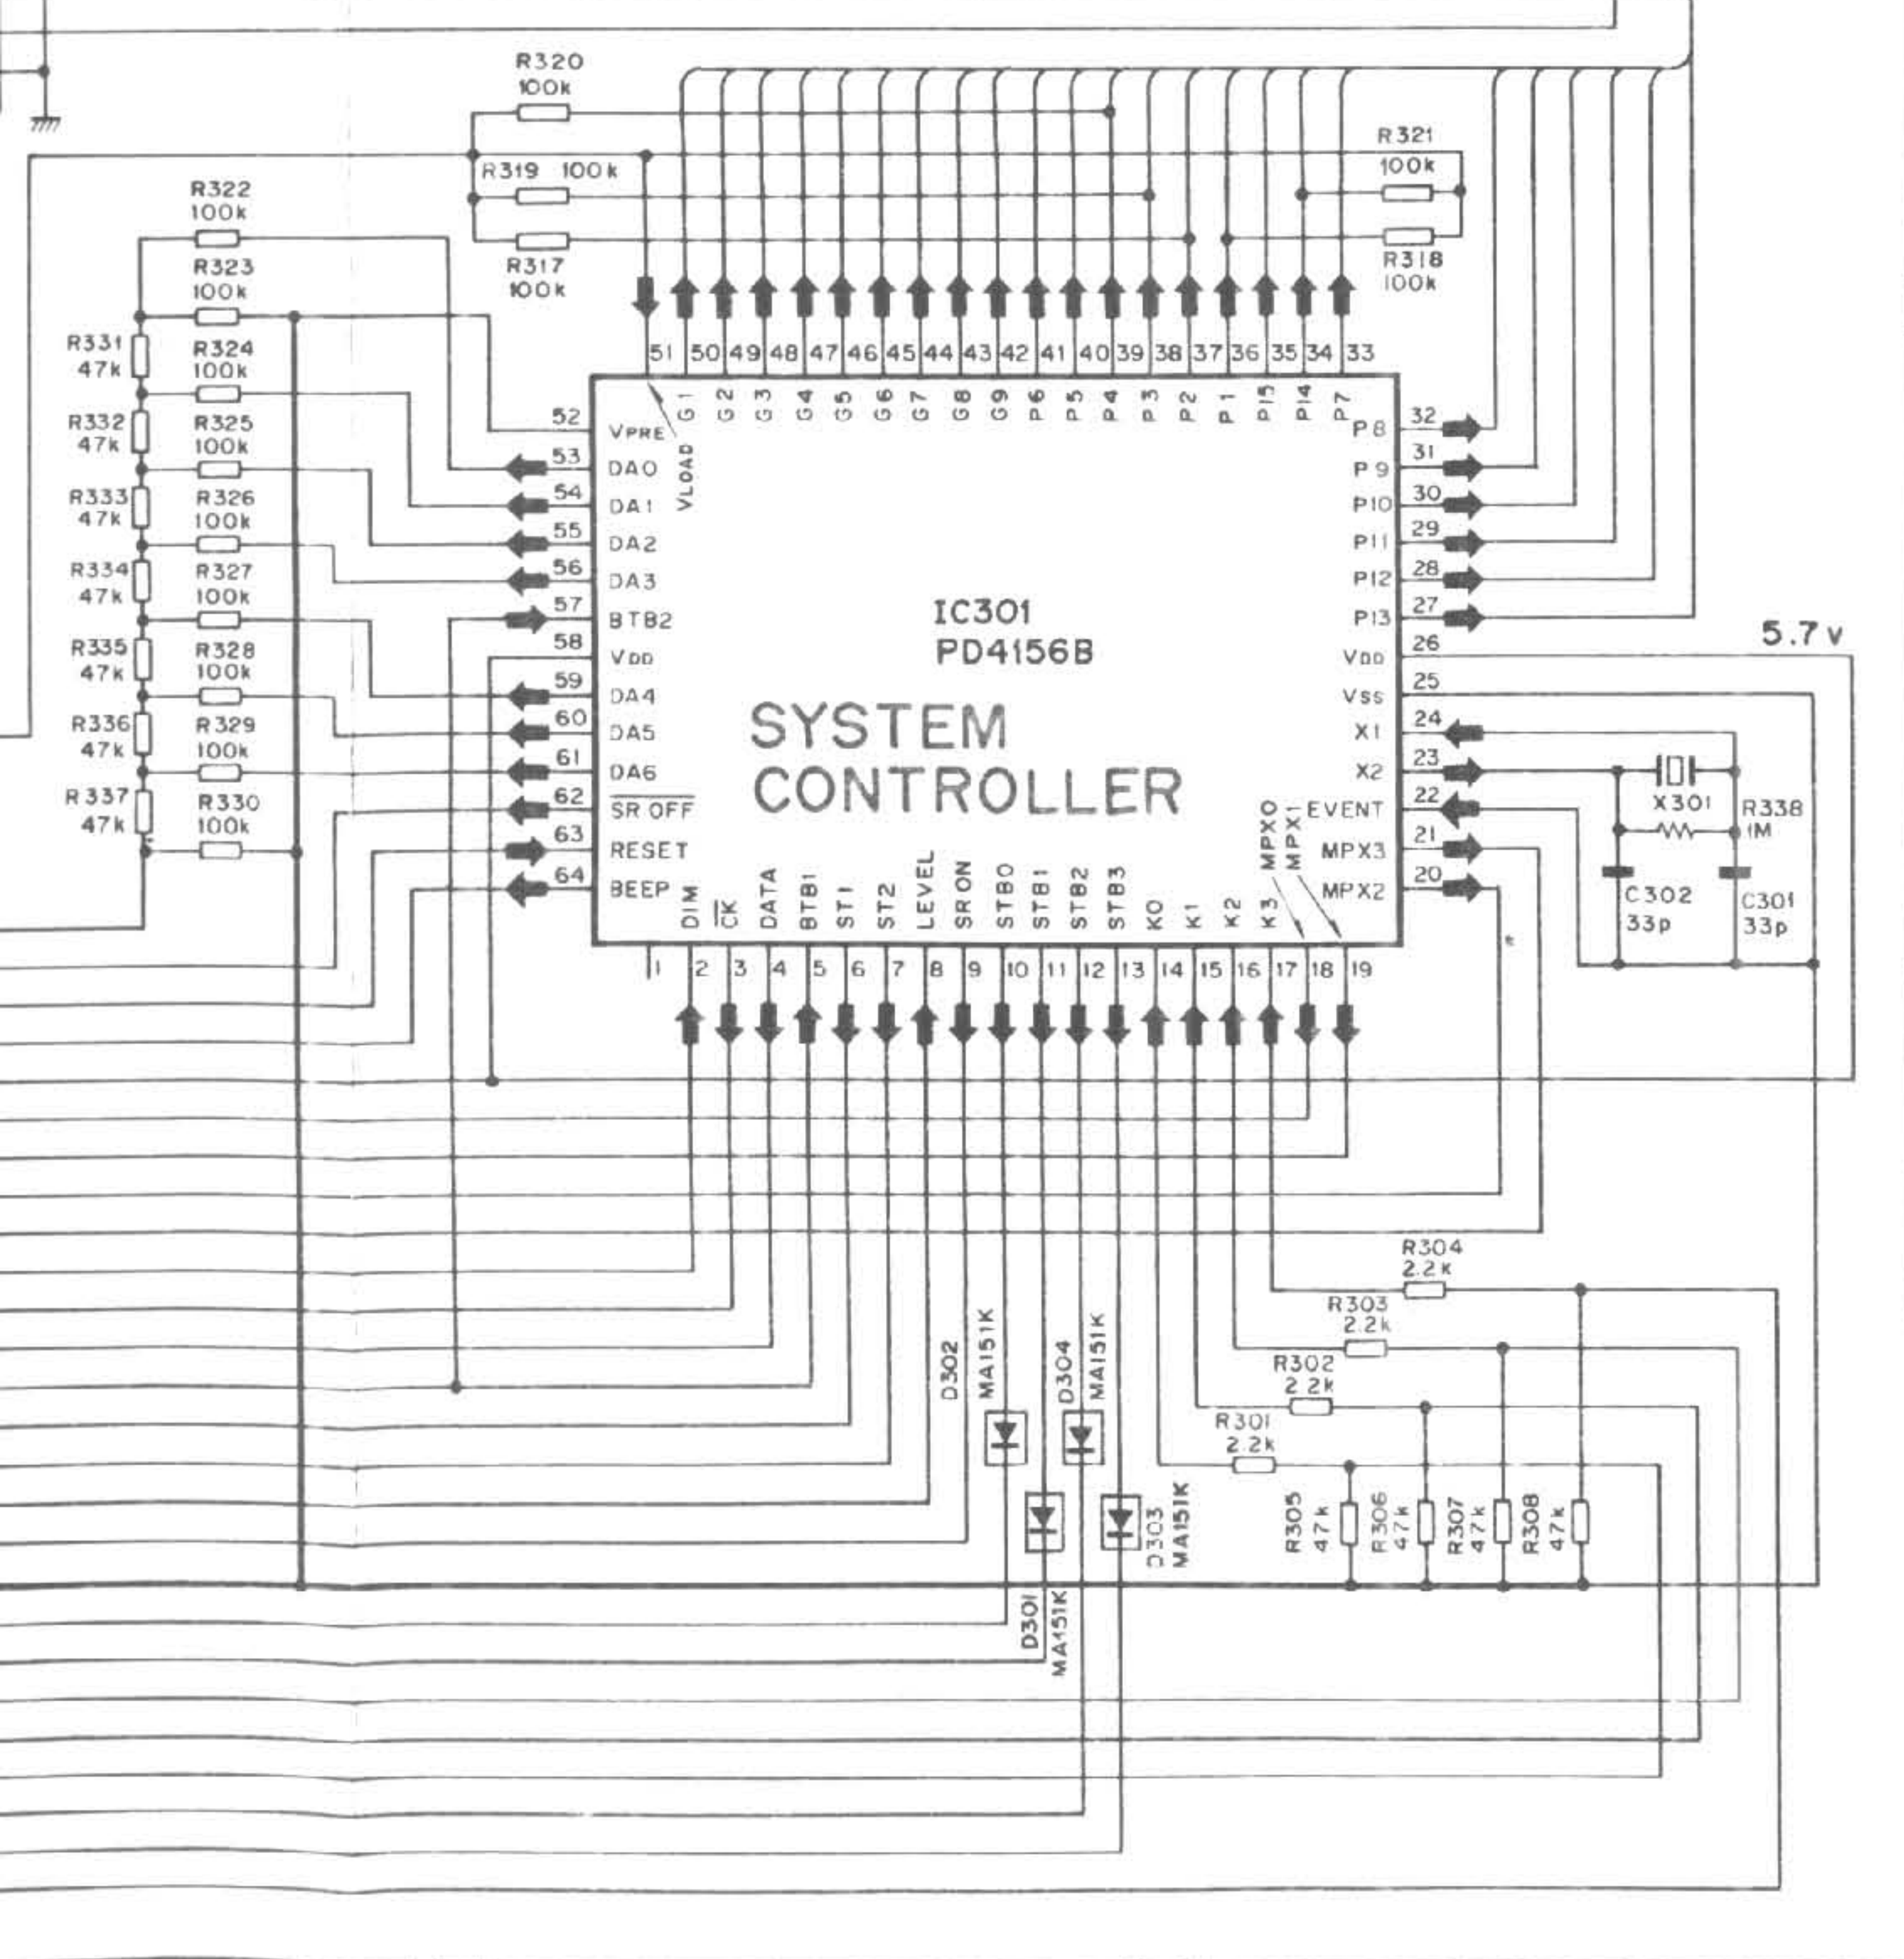 R320
100k
R321
100k
R319 100k
R322
100k
R323
100k
R317
100k
R318
100k
R331
47k
R324
100k
51 50 49 48 47 46 45 44 43 42 41 40 39 38 37 36 35 34 33
G1 G2 G3 G4 G5 G6 G7 G8 G9 P6 P5 P4 P3 P2 P1 P15 P14 P7
VLOAD
R332
47k
R325
100k
52 VPRE
53 DA0
54 DA1
55 DA2
56 DA3
57 BTB2
58 VDD
59 DA4
60 DA5
61 DA6
62 SR OFF
63 RESET
64 BEEP
P8 32
P9 31
P10 30
P11 29
P12 28
P13 27
VDD 26
VSS 25
X1 24
X2 23
EVENT 22
MPX3 21
MPX2 20
5.7V
R333
47k
R326
100k
R334
47k
R327
100k
R335
47k
R328
100k
R336
47k
R329
100k
R337
47k
R330
100k
IC301
PD4156B
SYSTEM
CONTROLLER
X301
R338
1M
C302
33p
C301
33p
MPX0
MPX1
DIM CK DATA BTB1 ST1 ST2 LEVEL SRON STB0 STB1 STB2 STB3 K0 K1 K2 K3
1 2 3 4 5 6 7 8 9 10 11 12 13 14 15 16 17 18 19
R304
2.2k
R303
2.2k
R302
2.2k
R301
2.2k
D302
MA151K
D304
MA151K
D303
MA151K
D301
MA151K
R305
47k
R306
47k
R307
47k
R308
47k